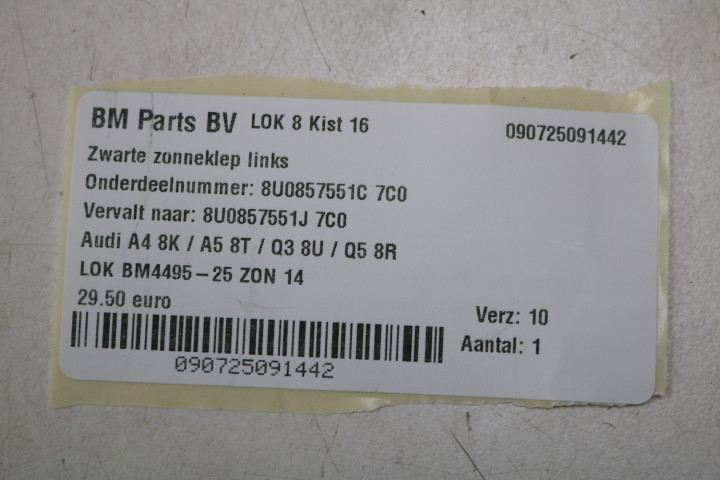 BM Parts BV LOK 8 Kist 16 090725091442
Zwarte zonneklep links
Onderdeelnummer: 8U0857551C 7C0
Vervalt naar: 8U0857551J 7C0
Audi A4 8K / A5 8T / Q3 8U / Q5 8R
LOK BM4495-25 ZON 14
29.50 euro Verz: 10
Aantal: 1
090725091442